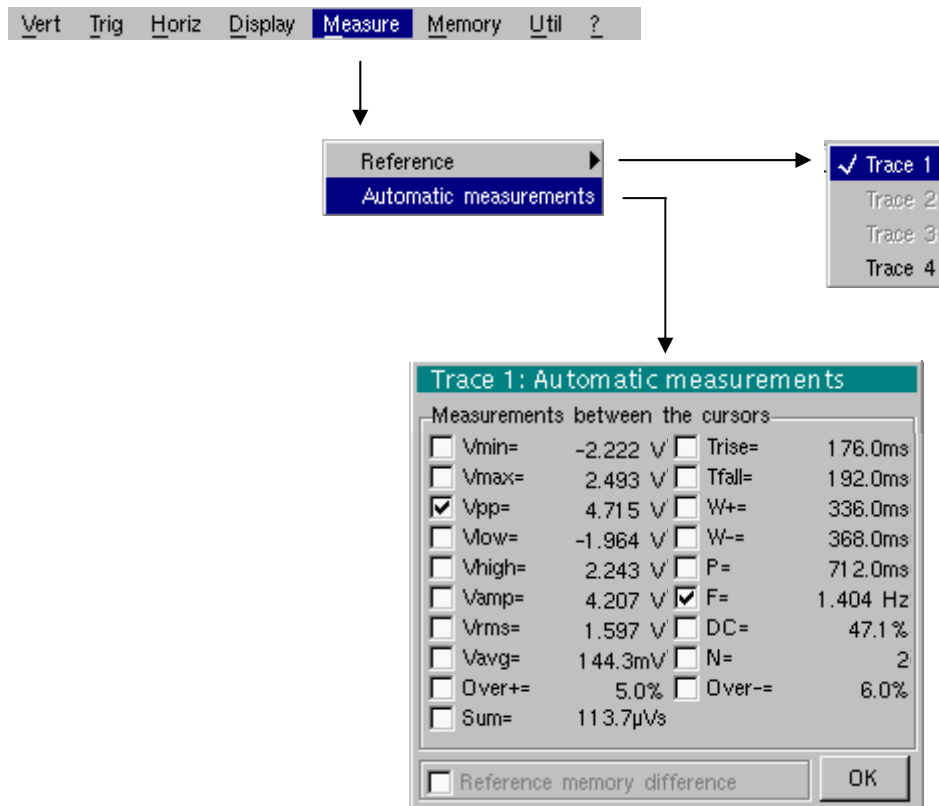 Vert Trig Horiz Display Measure Memory Util ?
Reference
Automatic measurements
Trace 1
Trace 2
Trace 3
Trace 4
Trace 1: Automatic measurements
Measurements between the cursors
Vmin= -2.222 V Trise= 176.0ms
Vmax= 2.493 V Tfall= 192.0ms
Vpp= 4.715 V W+= 336.0ms
Vlow= -1.964 V W-= 368.0ms
Vhigh= 2.243 V P= 712.0ms
Vamp= 4.207 V F= 1.404 Hz
Vrms= 1.597 V DC= 47.1%
Vavg= 144.3mV N= 2
Over+= 5.0% Over-= 6.0%
Sum= 113.7µVs
Reference memory difference OK